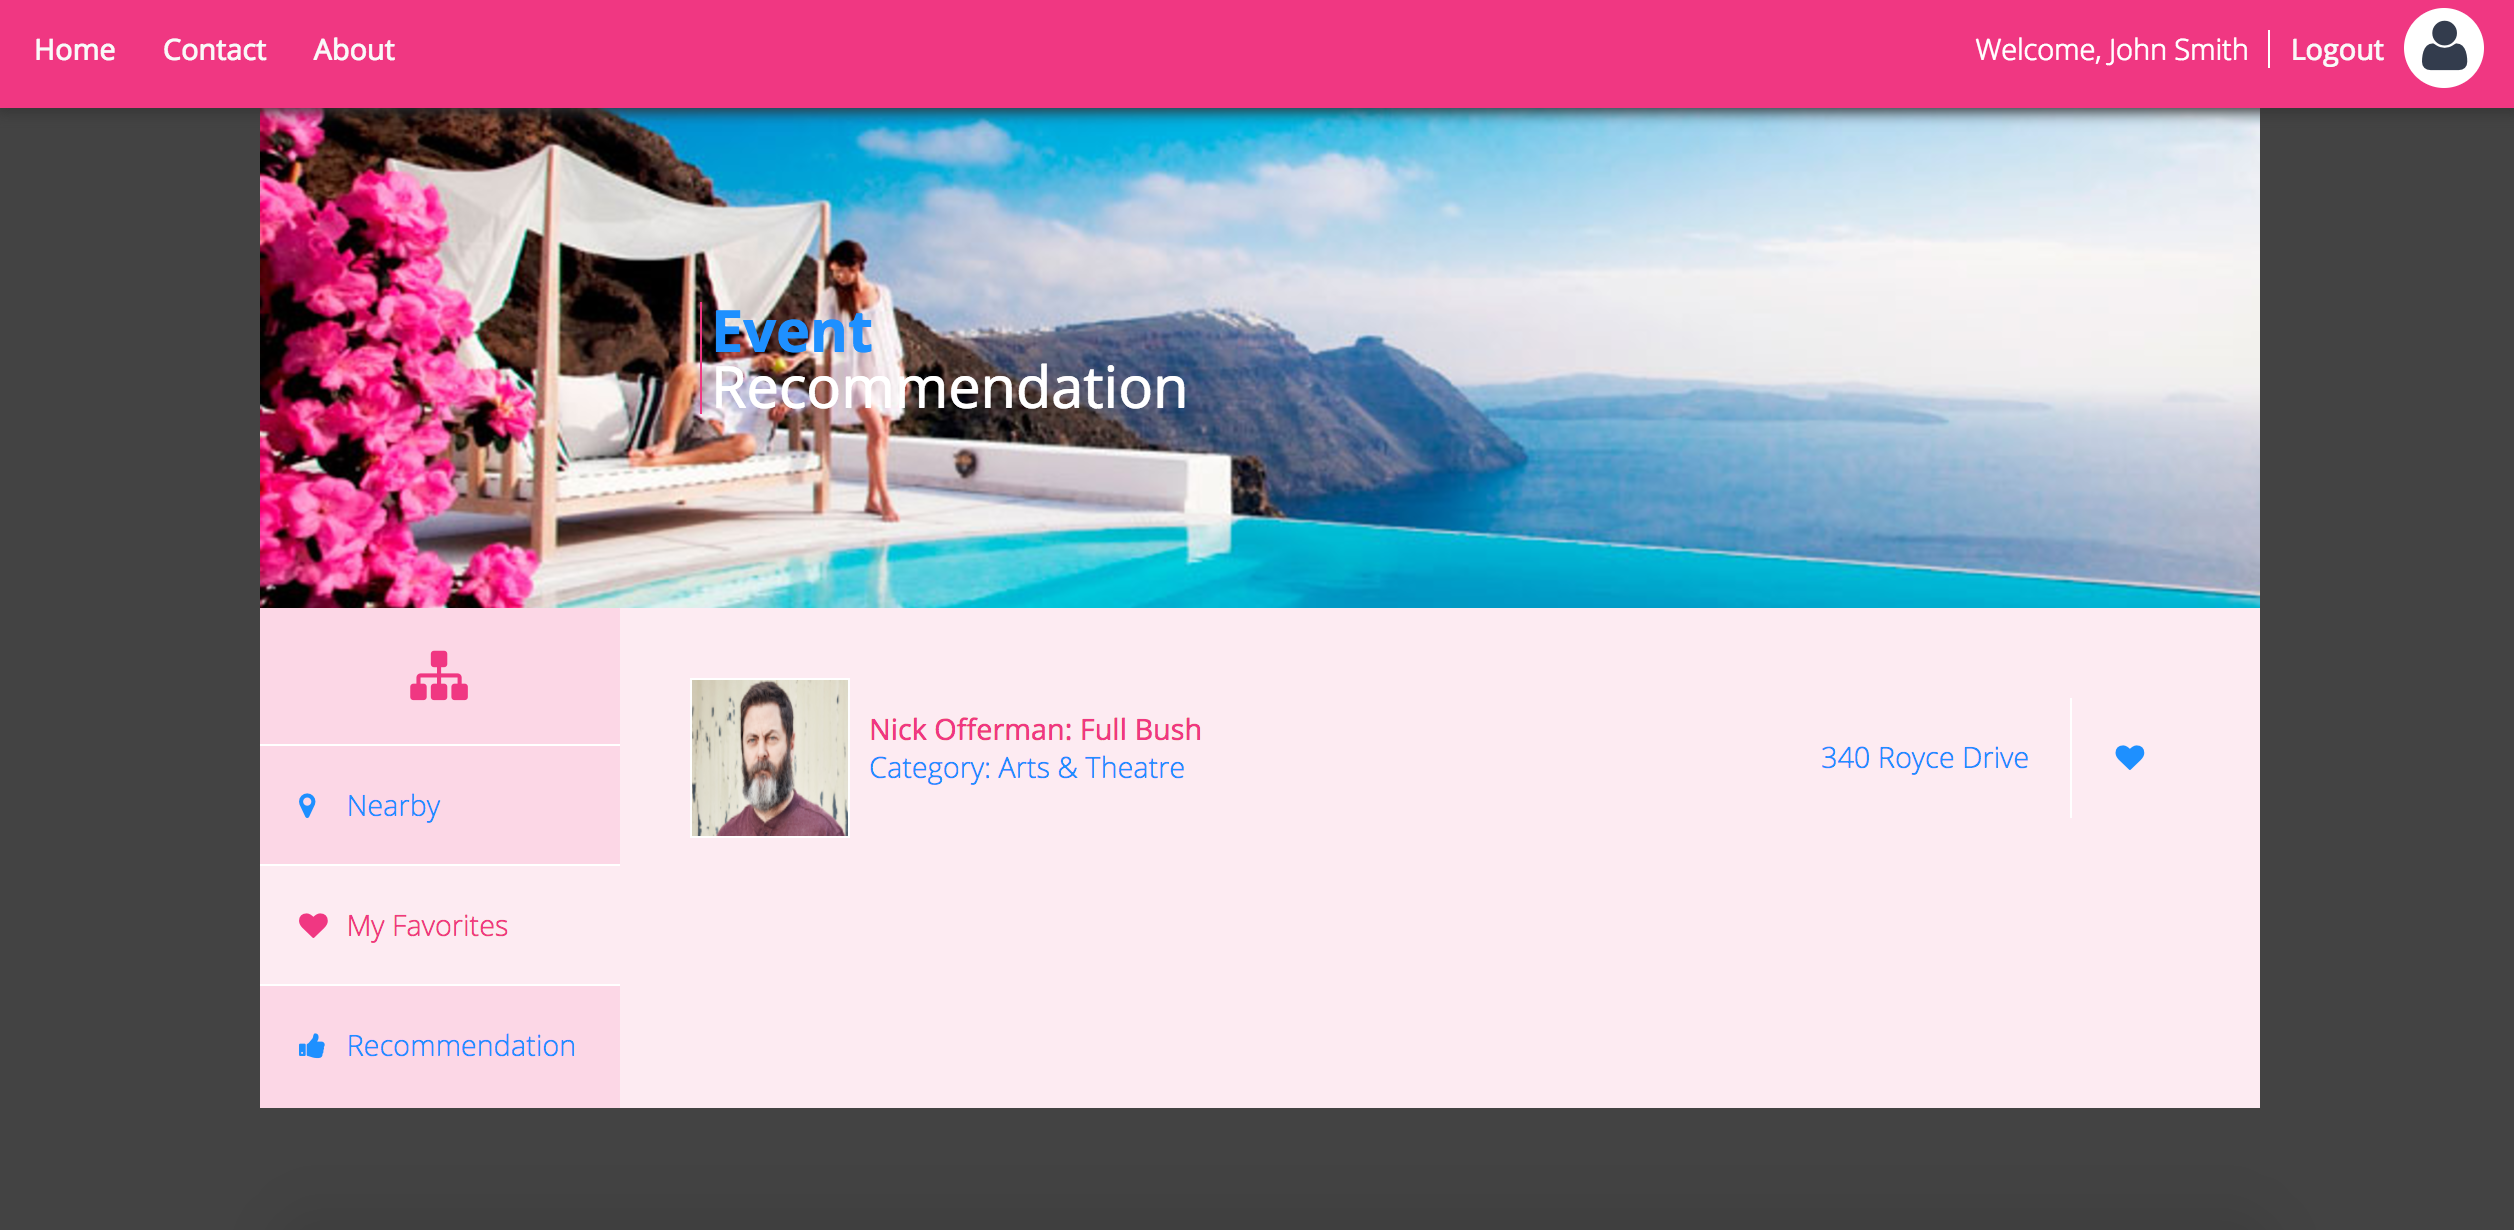 Home Contact About Welcome, John Smith Logout
Event
Recommendation
Nearby
My Favorites
Recommendation
Nick Offerman: Full Bush
Category: Arts & Theatre
340 Royce Drive